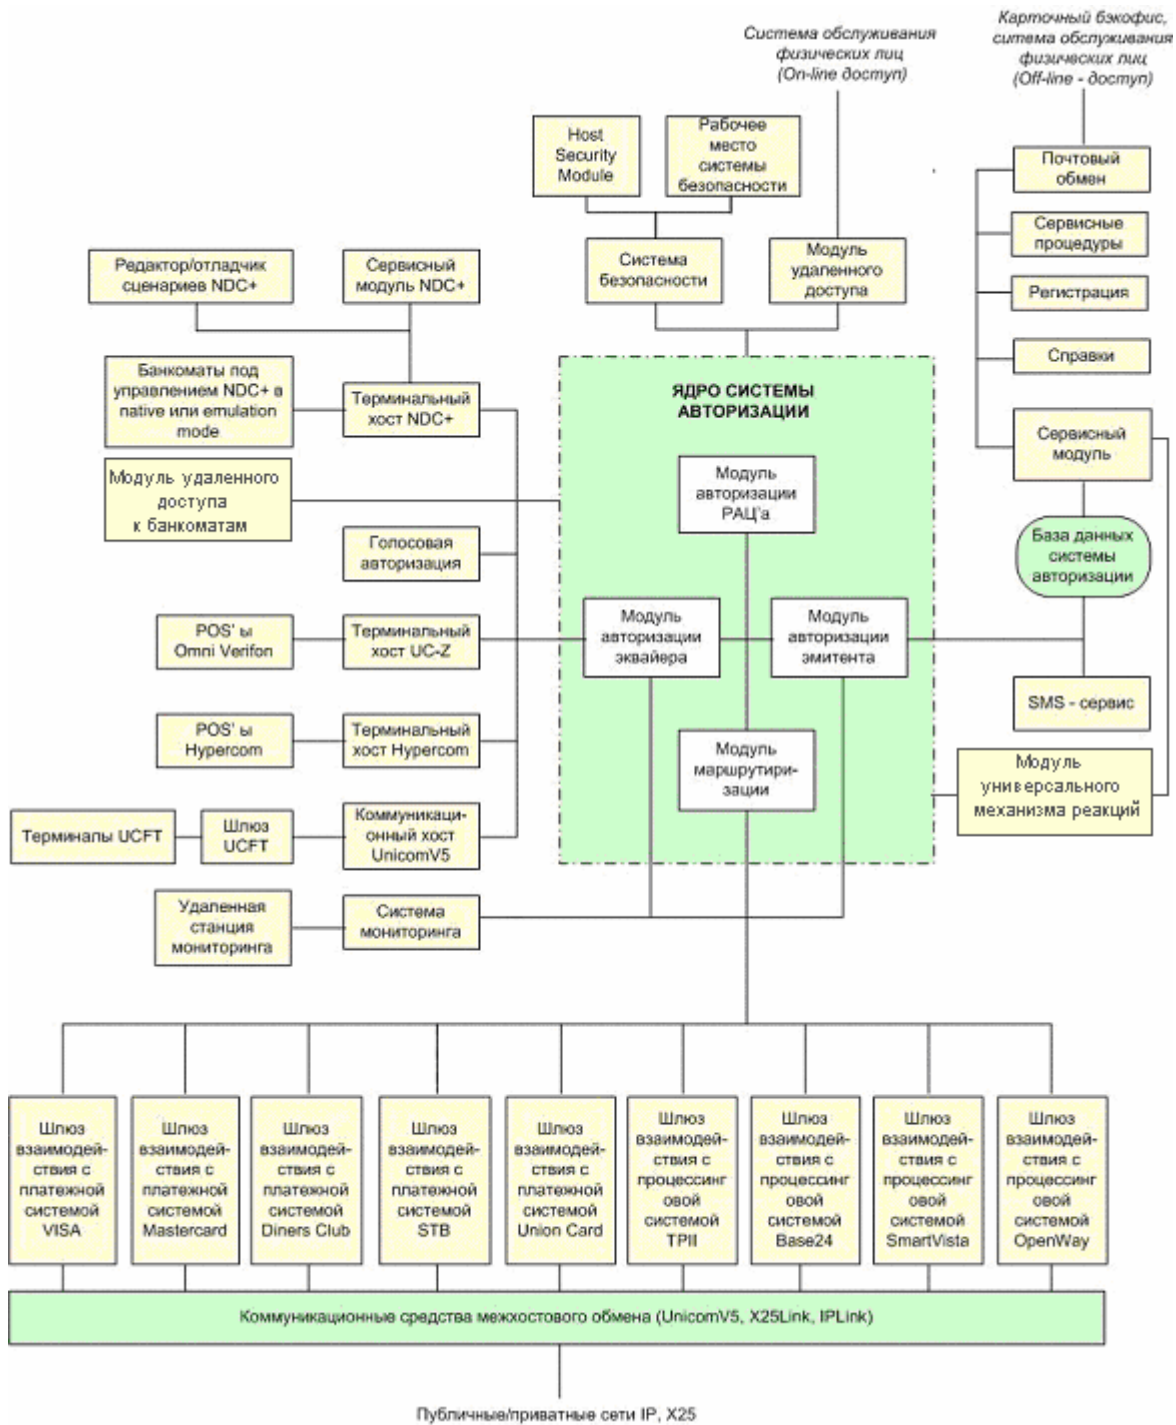 Система обслуживания
физических лиц
(On-line доступ)
Карточный бэкофис,
ситема обслуживания
физических лиц
(Off-line - доступ)
Host
Security
Module
Рабочее
место
системы
безопасности
Почтовый
обмен
Сервисные
процедуры
Регистрация
Справки
Сервисный
модуль
Система
безопасности
Модуль
удаленного
доступа
Редактор/отладчик
сценариев NDC+
Сервисный
модуль NDC+
Банкоматы под
управлением NDC+ в
native или emulation
mode
Терминальный
хост NDC+
Модуль удаленного
доступа
к банкоматам
Голосовая
авторизация
POS' ы
Omni Verifon
Терминальный
хост UC-Z
POS' ы
Hypercom
Терминальный
хост Hypercom
Терминалы UCFT
Шлюз
UCFT
Коммуникаци-
онный хост
UnicomV5
Удаленная
станция
мониторинга
Система
мониторинга
ЯДРО СИСТЕМЫ
АВТОРИЗАЦИИ
Модуль
авторизации
РАЦ'а
Модуль
авторизации
эквайера
Модуль
авторизации
эмитента
Модуль
маршрутири-
зации
База данных
системы
авторизации
SMS - сервис
Модуль
универсального
механизма реакций
Шлюз
взаимодей-
ствия с
платежной
системой
VISA
Шлюз
взаимодей-
ствия с
платежной
системой
Mastercard
Шлюз
взаимодей-
ствия с
платежной
системой
Diners Club
Шлюз
взаимодей-
ствия с
платежной
системой
STB
Шлюз
взаимодей-
ствия с
платежной
системой
Union Card
Шлюз
взаимодей-
ствия с
процессинг
овой
системой
TPII
Шлюз
взаимодей-
ствия с
процессинг
овой
системой
Base24
Шлюз
взаимодей-
ствия с
процессинг
овой
системой
SmartVista
Шлюз
взаимодей-
ствия с
процессинг
овой
системой
OpenWay
Коммуникационные средства межхостового обмена (UnicomV5, X25Link, IPLink)
Публичные/приватные сети IP, X25